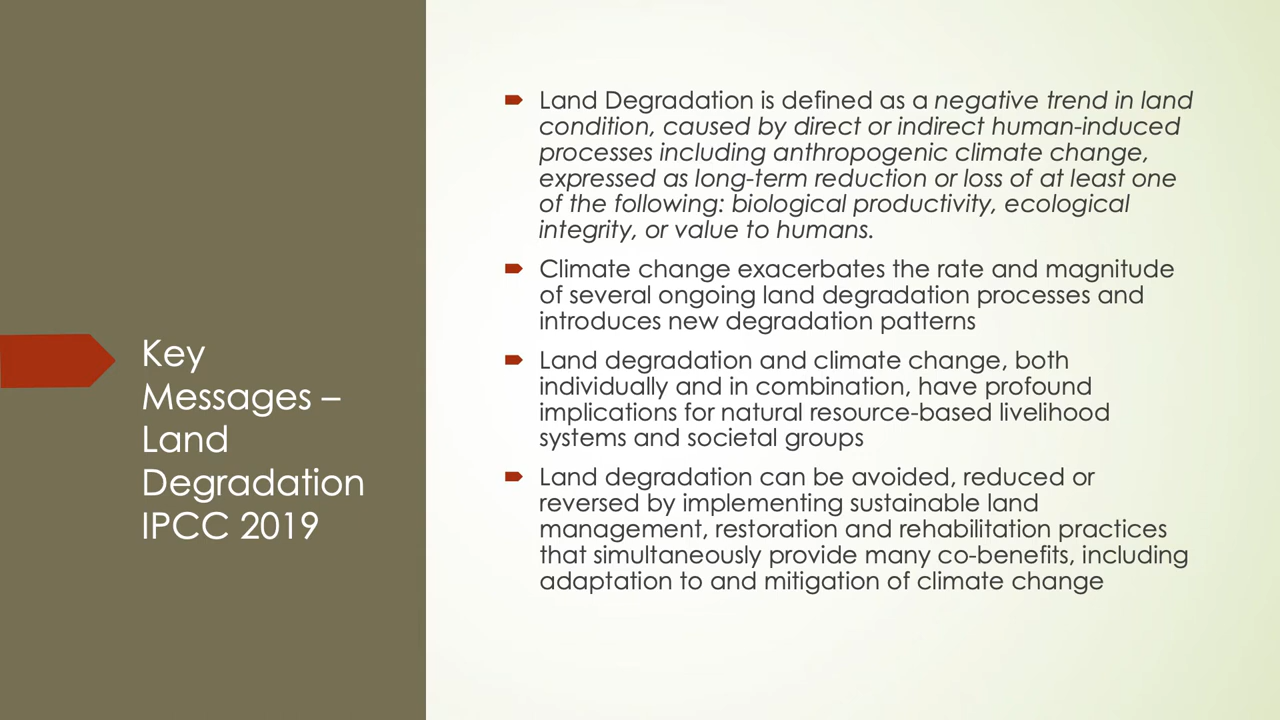 Key
Messages –
Land
Degradation
IPCC 2019
Land Degradation is defined as a negative trend in land
condition, caused by direct or indirect human-induced
processes including anthropogenic climate change,
expressed as long-term reduction or loss of at least one
of the following: biological productivity, ecological
integrity, or value to humans.
Climate change exacerbates the rate and magnitude
of several ongoing land degradation processes and
introduces new degradation patterns
Land degradation and climate change, both
individually and in combination, have profound
implications for natural resource-based livelihood
systems and societal groups
Land degradation can be avoided, reduced or
reversed by implementing sustainable land
management, restoration and rehabilitation practices
that simultaneously provide many co-benefits, including
adaptation to and mitigation of climate change